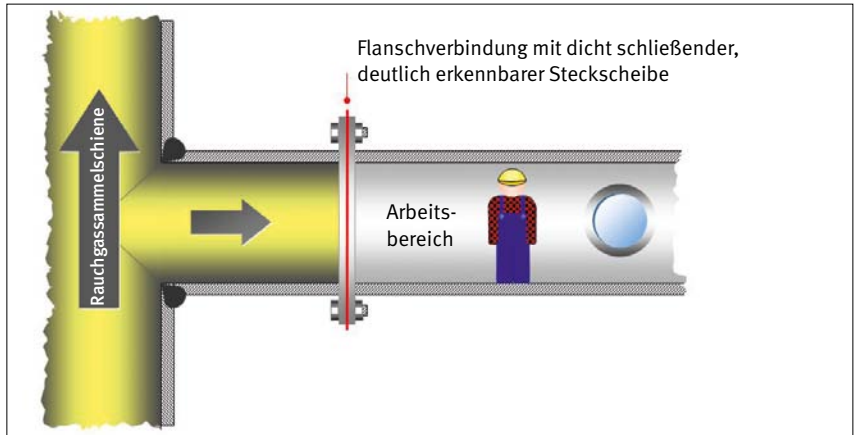 Flanschverbindung mit dicht schließender,
deutlich erkennbarer Steckscheibe
Rauchgassammelschiene
Arbeits-
bereich